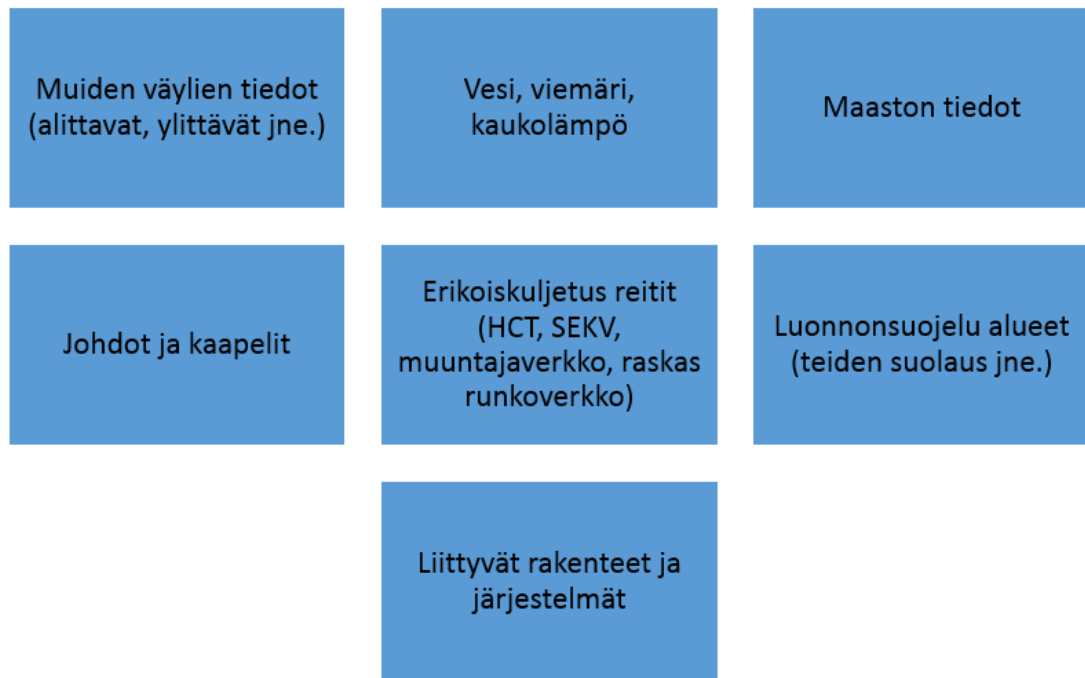 Muiden väylien tiedot
(alittavat, ylittävät jne.)
Vesi, viemäri,
kaukolämpö
Maaston tiedot
Johdot ja kaapelit
Erikoiskuljetus reitit
(HCT, SEKV,
muuntajaverkko, raskas
runkoverkko)
Luonnonsuojelu alueet
(teiden suolaus jne.)
Liittyvät rakenteet ja
järjestelmät